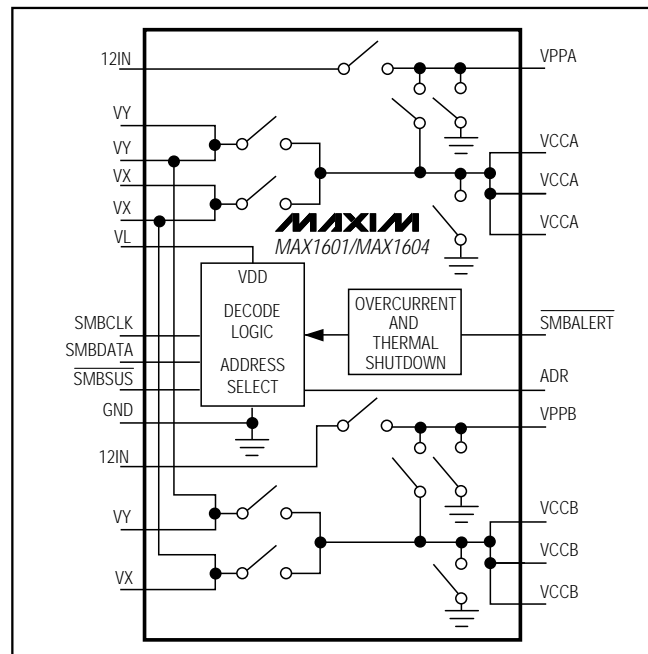 12IN
VPPA
VY
VY
VCCA
VX
VCCA
VX
VCCA
MAXIM
MAX1601/MAX1604
VL
VDD
DECODE
LOGIC
ADDRESS
SELECT
OVERCURRENT
AND
THERMAL
SHUTDOWN
SMBCLK
SMBALERT
SMBDATA
SMBSUS
ADR
GND
VPPB
12IN
VY
VCCB
VCCB
VX
VCCB